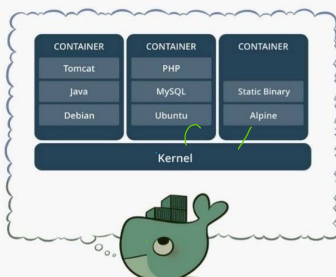 CONTAINER
Tomcat
Java
Debian
CONTAINER
PHP
MySQL
Ubuntu
CONTAINER
Static Binary
Alpine
Kernel